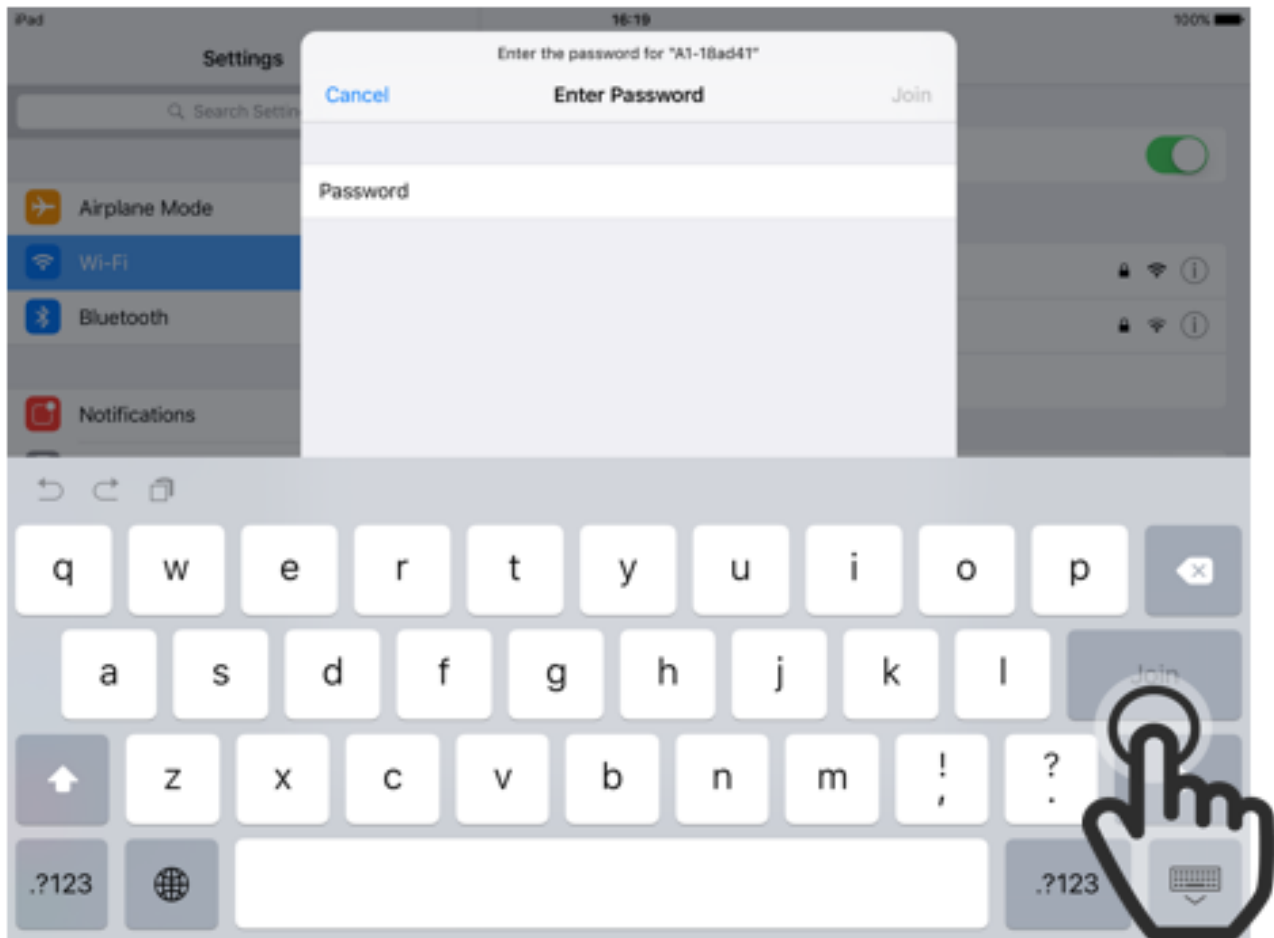 iPad 16:19 100%
Enter the password for "A1-18ad41"
Settings
Cancel Enter Password Join
Search Settin
Password
Airplane Mode
Wi-Fi
Bluetooth
Notifications
q w e r t y u i o p
a s d f g h j k l Join
z x c v b n m ! , ? .
.?123 .?123